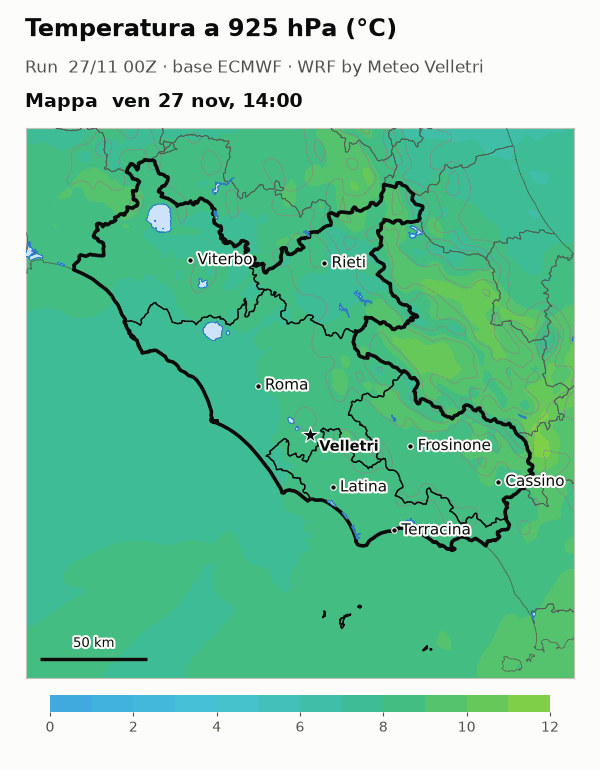 Temperatura a 925 hPa (°C)
Run  27/11 00Z · base ECMWF · WRF by Meteo Velletri
Mappa  ven 27 nov, 14:00
Viterbo
Rieti
Roma
Velletri
Frosinone
Cassino
Latina
Terracina
50 km
0 2 4 6 8 10 12